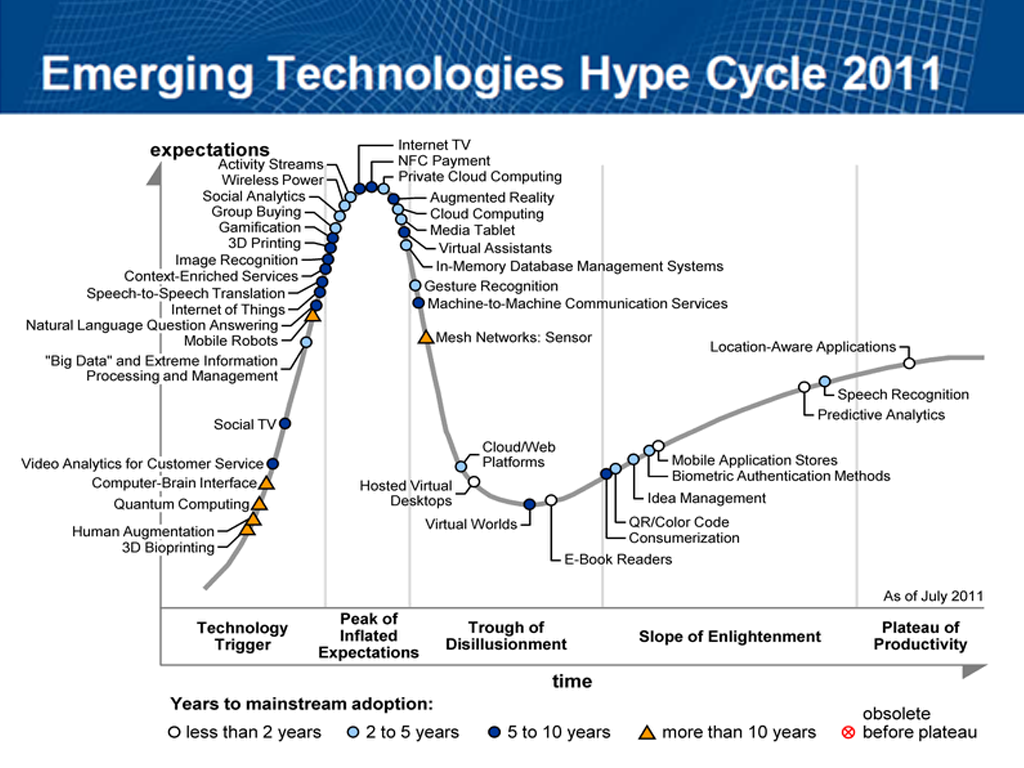 Emerging Technologies Hype Cycle 2011
expectations
Activity Streams
Wireless Power
Social Analytics
Group Buying
Gamification
3D Printing
Image Recognition
Context-Enriched Services
Speech-to-Speech Translation
Internet of Things
Natural Language Question Answering
Mobile Robots
"Big Data" and Extreme Information
Processing and Management
Social TV
Video Analytics for Customer Service
Computer-Brain Interface
Quantum Computing
Human Augmentation
3D Bioprinting
Internet TV
NFC Payment
Private Cloud Computing
Augmented Reality
Cloud Computing
Media Tablet
Virtual Assistants
In-Memory Database Management Systems
Gesture Recognition
Machine-to-Machine Communication Services
Mesh Networks: Sensor
Cloud/Web
Platforms
Hosted Virtual
Desktops
Virtual Worlds
E-Book Readers
Location-Aware Applications
Speech Recognition
Predictive Analytics
Mobile Application Stores
Biometric Authentication Methods
Idea Management
QR/Color Code
Consumerization
As of July 2011
Technology
Trigger
Peak of
Inflated
Expectations
Trough of
Disillusionment
Slope of Enlightenment
Plateau of
Productivity
time
Years to mainstream adoption:
less than 2 years
2 to 5 years
5 to 10 years
more than 10 years
obsolete
before plateau